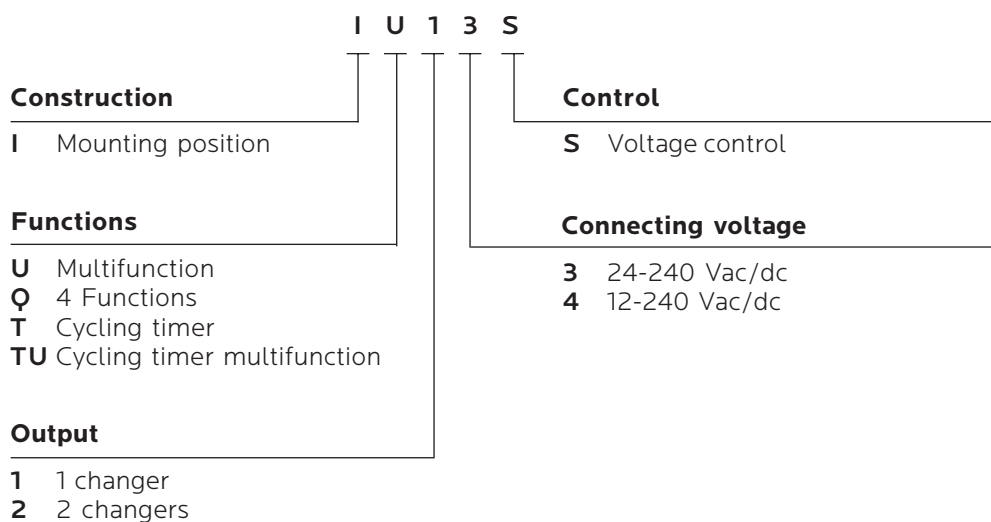 I U 1 3 S
Construction
I Mounting position
Functions
U Multifunction
Q 4 Functions
T Cycling timer
TU Cycling timer multifunction
Output
1 1 changer
2 2 changers
Control
S Voltage control
Connecting voltage
3 24-240 Vac/dc
4 12-240 Vac/dc